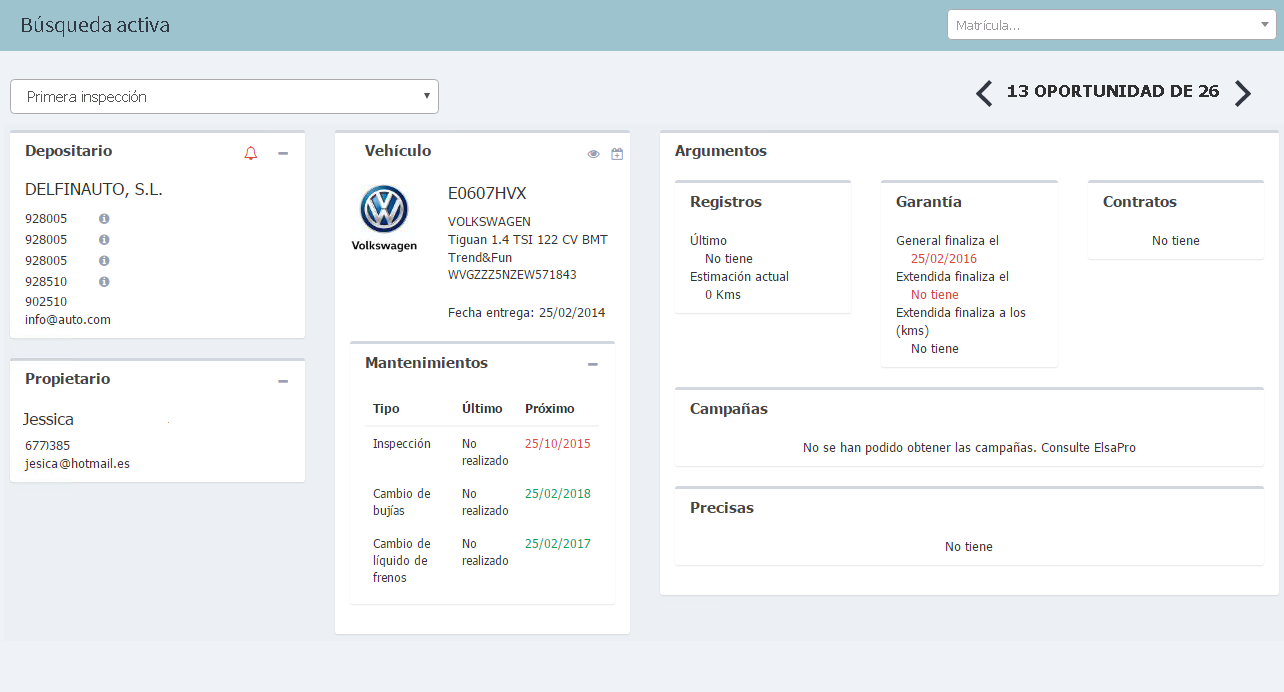 Búsqueda activa
Matrícula...
Primera inspección
13 OPORTUNIDAD DE 26
Depositario
DELFINAUTO, S.L.
928005
928005
928005
928510
902510
info@auto.com
Propietario
Jessica
677)385
jesica@hotmail.es
Vehículo
Volkswagen
E0607HVX
VOLKSWAGEN
Tiguan 1.4 TSI 122 CV BMT
Trend&Fun
WVGZZZ5NZEW571843
Fecha entrega: 25/02/2014
Mantenimientos
Tipo Último Próximo
Inspección No 25/10/2015
realizado
Cambio de No 25/02/2018
bujías realizado
Cambio de No 25/02/2017
líquido de realizado
frenos
Argumentos
Registros
Último
No tiene
Estimación actual
0 Kms
Garantía
General finaliza el
25/02/2016
Extendida finaliza el
No tiene
Extendida finaliza a los
(kms)
No tiene
Contratos
No tiene
Campañas
No se han podido obtener las campañas. Consulte ElsaPro
Precisas
No tiene